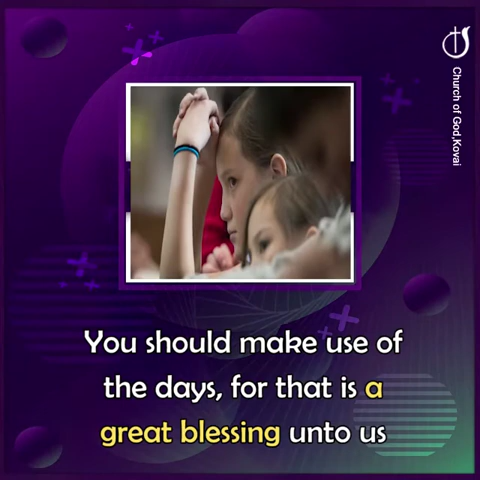 Church of God,Kovai
You should make use of
the days, for that is a
great blessing unto us